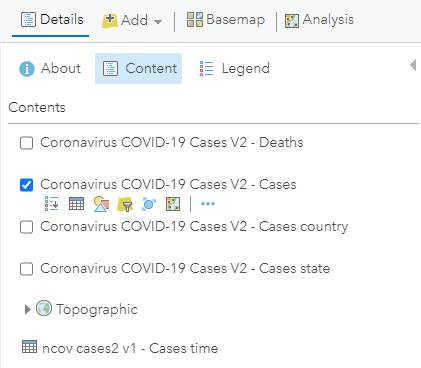 Details Add Basemap Analysis
About Content Legend
Contents
Coronavirus COVID-19 Cases V2 - Deaths
Coronavirus COVID-19 Cases V2 - Cases
Coronavirus COVID-19 Cases V2 - Cases country
Coronavirus COVID-19 Cases V2 - Cases state
Topographic
ncov cases2 v1 - Cases time